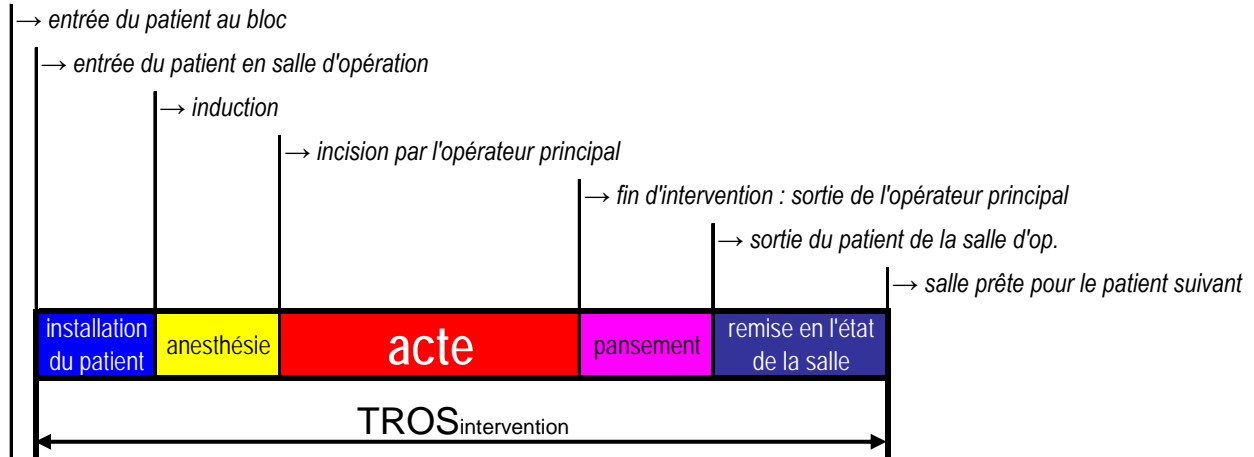 → entrée du patient au bloc
→ entrée du patient en salle d'opération
→ induction
→ incision par l'opérateur principal
→ fin d'intervention : sortie de l'opérateur principal
→ sortie du patient de la salle d'op.
→ salle prête pour le patient suivant
installation
du patient
anesthésie
acte
pansement
remise en l'état
de la salle
TROSintervention